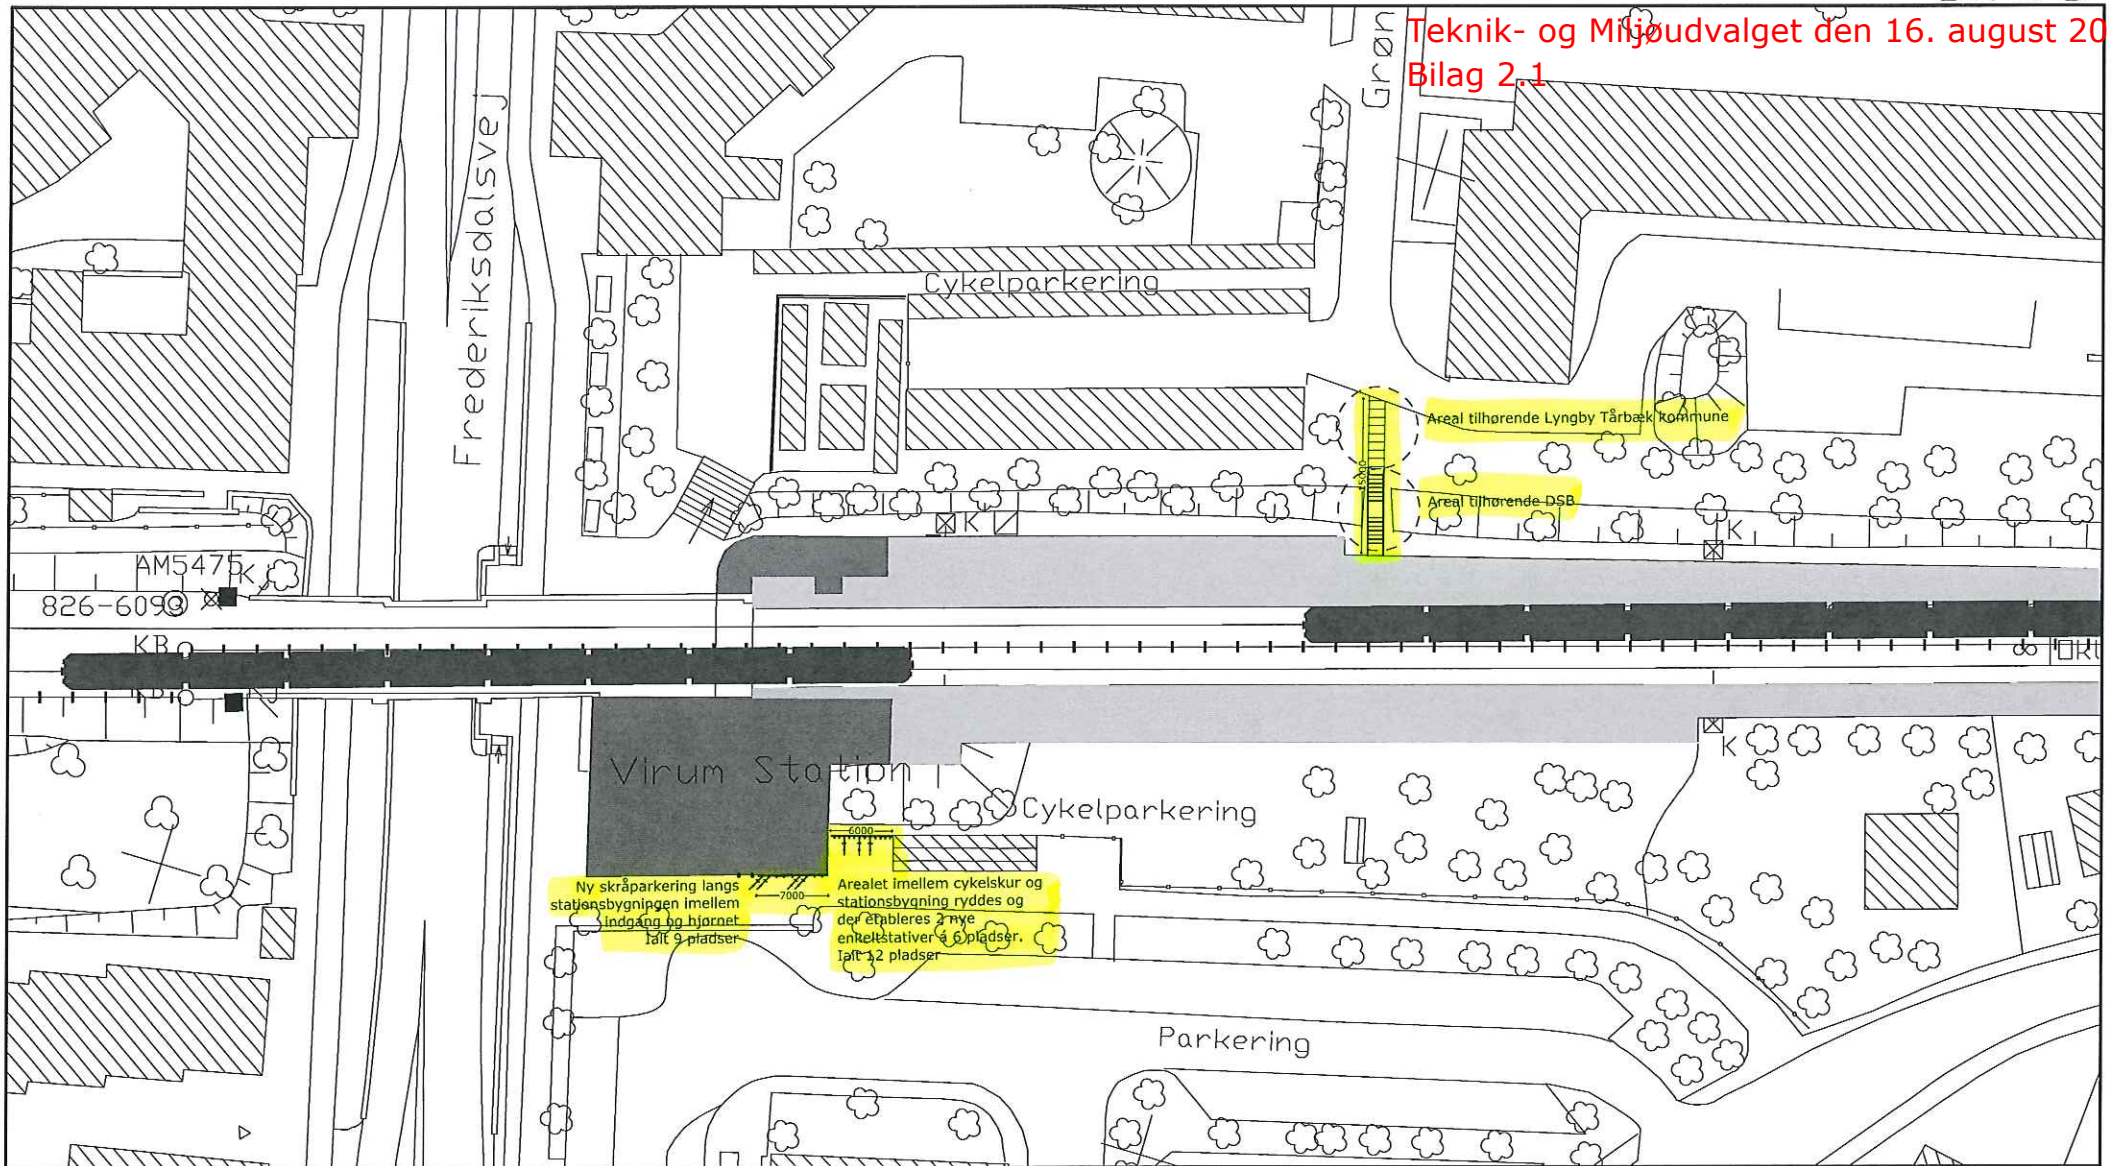 Teknik- og Miljøudvalget den 16. august 20
Bilag 2.1
Grøn
Frederiksdalsvej
Cykelparkering
Areal tilhørende Lyngby Tårbæk kommune
15000
Areal tilhørende DSB
K
K
AM5475
K
826-6093
KB
KB
Virum Station
K
Cykelparkering
6000
7000
Ny skråparkering langs
stationsbygningen imellem
indgang og hjørnet
Ialt 9 pladser
Arealet imellem cykelskur og
stationsbygning ryddes og
der etableres 2 nye
enkeltstativer á 6 pladser.
Ialt 12 pladser
Parkering